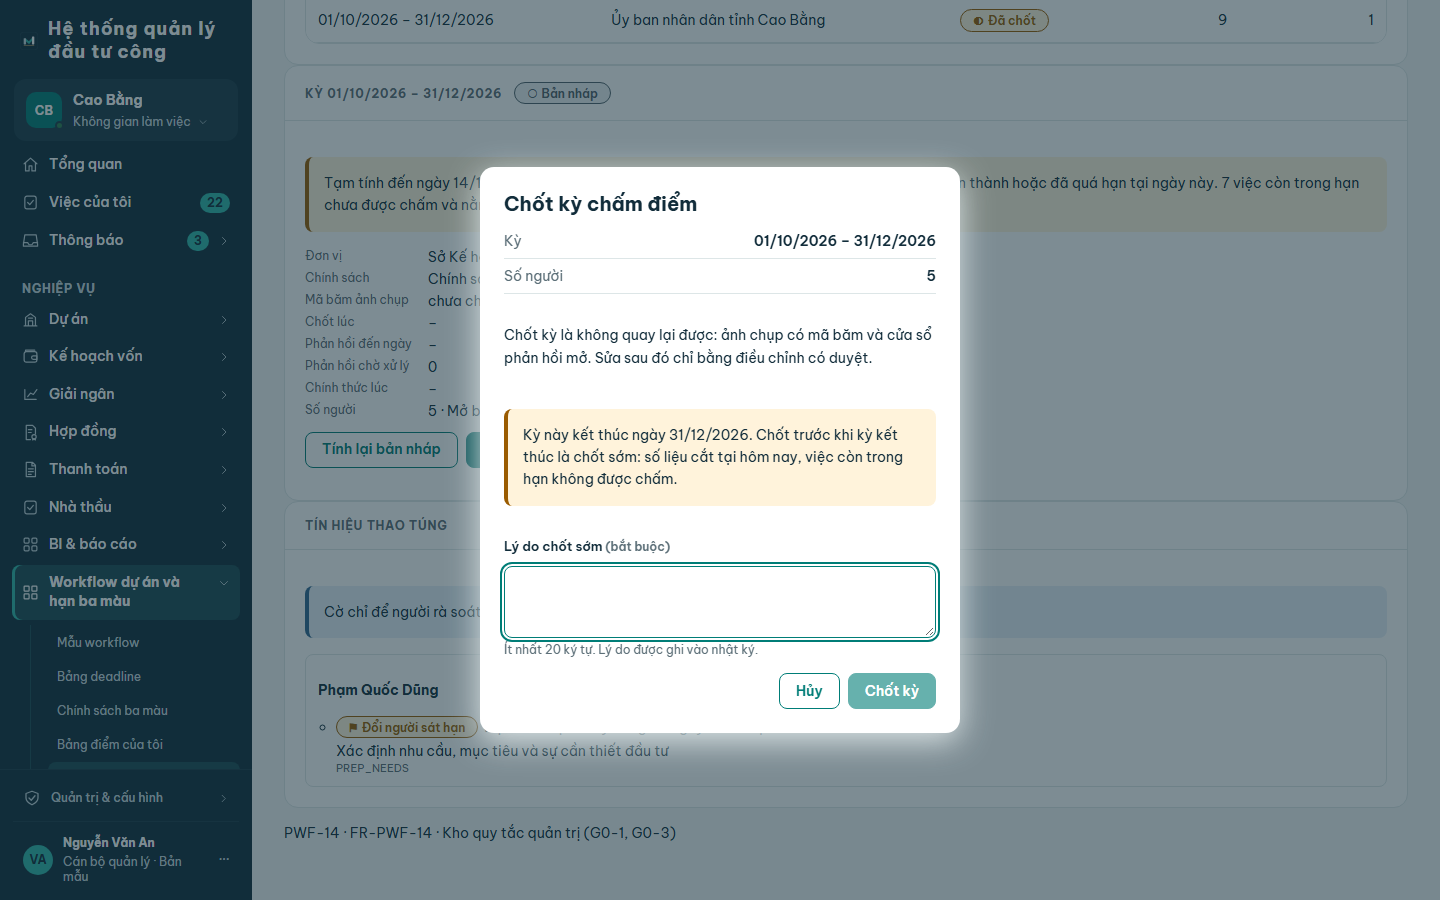 Hệ thống quản lý
đầu tư công
CB
Cao Bằng
Không gian làm việc
Tổng quan
Việc của tôi
22
Thông báo
3
NGHIỆP VỤ
Dự án
Kế hoạch vốn
Giải ngân
Hợp đồng
Thanh toán
Nhà thầu
BI & báo cáo
Workflow dự án và
hạn ba màu
Mẫu workflow
Bảng deadline
Chính sách ba màu
Bảng điểm của tôi
Quản trị & cấu hình
VA
Nguyễn Văn An
Cán bộ quản lý · Bản
mẫu
01/10/2026 – 31/12/2026
Ủy ban nhân dân tỉnh Cao Bằng
Đã chốt
9
1
KỲ 01/10/2026 – 31/12/2026
Bản nháp
Tạm tính đến ngày 14/1
thành hoặc đã quá hạn tại ngày này. 7 việc còn trong hạn
chưa được chấm và
Đơn vị
Sở Kế
Chính sách
Chính
Mã băm ảnh chụp
chưa
Chốt lúc
–
Phản hồi đến ngày
–
Phản hồi chờ xử lý
0
Chính thức lúc
–
Số người
5 · Mở
Tính lại bản nháp
TÍN HIỆU THAO TÚNG
Cờ chỉ để người rà soát
Phạm Quốc Dũng
Đổi người sát hạn
Xác định nhu cầu, mục tiêu và sự cần thiết đầu tư
PREP_NEEDS
PWF-14 · FR-PWF-14 · Kho quy tắc quản trị (G0-1, G0-3)
Chốt kỳ chấm điểm
Kỳ
01/10/2026 – 31/12/2026
Số người
5
Chốt kỳ là không quay lại được: ảnh chụp có mã băm và cửa sổ
phản hồi mở. Sửa sau đó chỉ bằng điều chỉnh có duyệt.
Kỳ này kết thúc ngày 31/12/2026. Chốt trước khi kỳ kết
thúc là chốt sớm: số liệu cắt tại hôm nay, việc còn trong
hạn không được chấm.
Lý do chốt sớm (bắt buộc)
Ít nhất 20 ký tự. Lý do được ghi vào nhật ký.
Hủy
Chốt kỳ